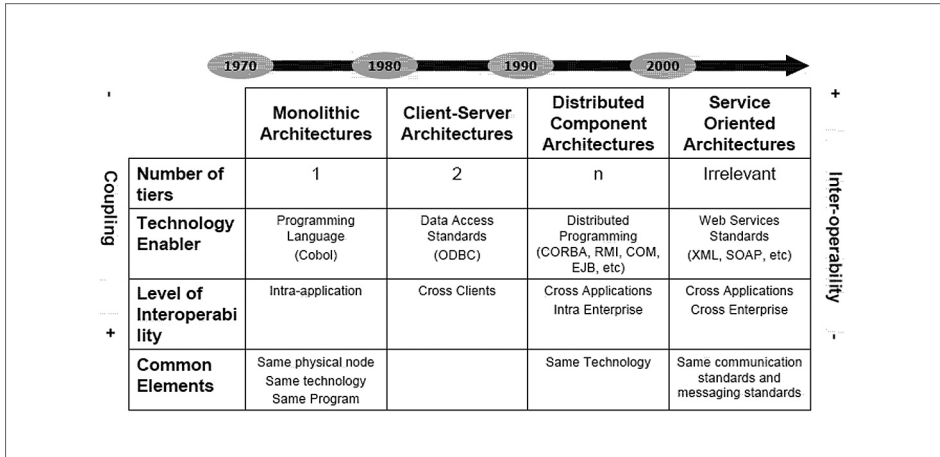 1970 1980 1990 2000
- +
Monolithic Architectures
Client-Server Architectures
Distributed Component Architectures
Service Oriented Architectures
Coupling
Inter-operability
Number of tiers
1
2
n
Irrelevant
Technology Enabler
Programming Language
(Cobol)
Data Access Standards
(ODBC)
Distributed Programming
(CORBA, RMI, COM, EJB, etc)
Web Services Standards
(XML, SOAP, etc)
Level of Interoperabi lity
Intra-application
Cross Clients
Cross Applications
Intra Enterprise
Cross Applications
Cross Enterprise
+ -
Common Elements
Same physical node
Same technology
Same Program
Same Technology
Same communication standards and messaging standards